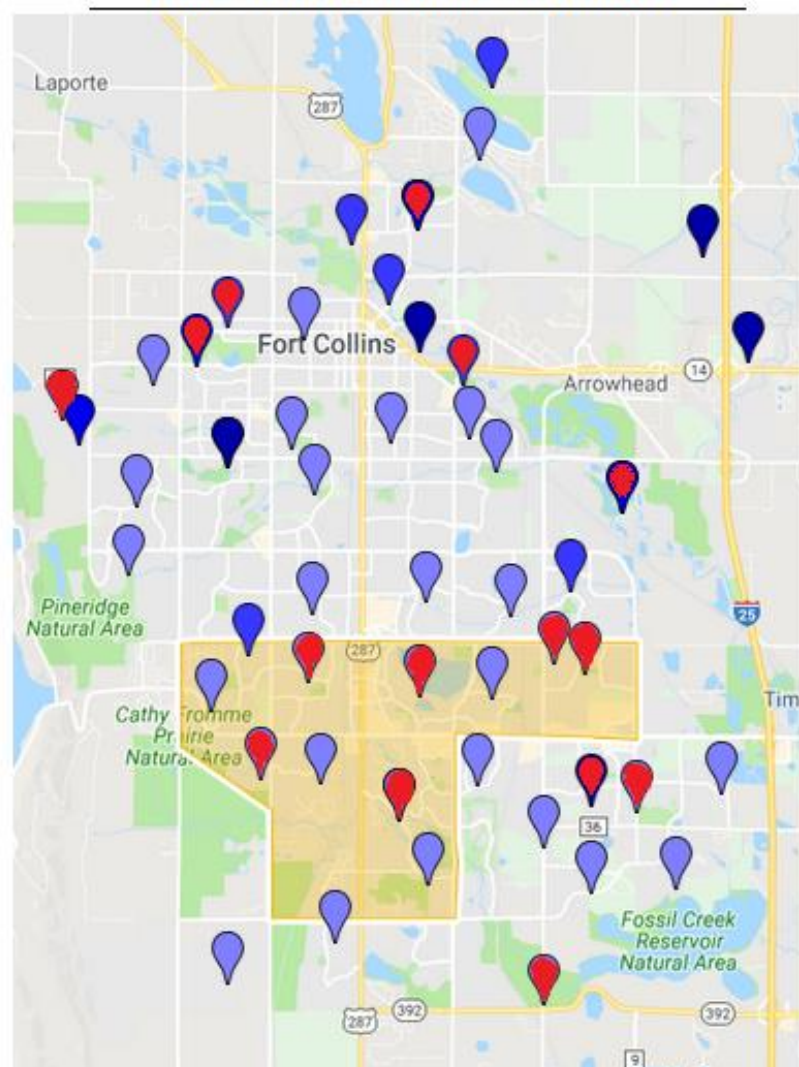 Laporte
287
Fort Collins
14
Arrowhead
Pineridge
Natural Area
25
287
Tim
Cathy Fromme
Prairie
Natural Area
36
Fossil Creek
Reservoir
Natural Area
392
287
392
9